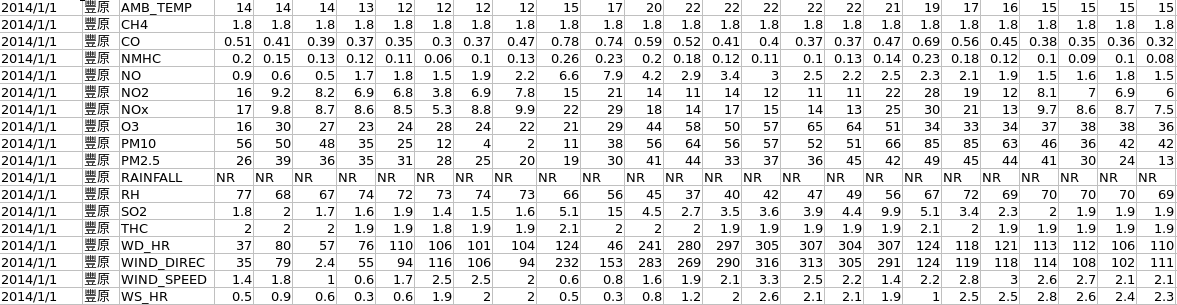 2014/1/1 豐原 AMB_TEMP 14 14 14 13 12 12 12 12 15 17 20 22 22 22 22 22 21 19 17 16 15 15 15 15
2014/1/1 豐原 CH4 1.8 1.8 1.8 1.8 1.8 1.8 1.8 1.8 1.8 1.8 1.8 1.8 1.8 1.8 1.8 1.8 1.8 1.8 1.8 1.8 1.8 1.8 1.8 1.8
2014/1/1 豐原 CO 0.51 0.41 0.39 0.37 0.35 0.3 0.37 0.47 0.78 0.74 0.59 0.52 0.41 0.4 0.37 0.37 0.47 0.69 0.56 0.45 0.38 0.35 0.36 0.32
2014/1/1 豐原 NMHC 0.2 0.15 0.13 0.12 0.11 0.06 0.1 0.13 0.26 0.23 0.2 0.18 0.12 0.11 0.1 0.13 0.14 0.23 0.18 0.12 0.1 0.09 0.1 0.08
2014/1/1 豐原 NO 0.9 0.6 0.5 1.7 1.8 1.5 1.9 2.2 6.6 7.9 4.2 2.9 3.4 3 2.5 2.2 2.5 2.3 2.1 1.9 1.5 1.6 1.8 1.5
2014/1/1 豐原 NO2 16 9.2 8.2 6.9 6.8 3.8 6.9 7.8 15 21 14 11 14 12 11 11 22 28 19 12 8.1 7 6.9 6
2014/1/1 豐原 NOx 17 9.8 8.7 8.6 8.5 5.3 8.8 9.9 22 29 18 14 17 15 14 13 25 30 21 13 9.7 8.6 8.7 7.5
2014/1/1 豐原 O3 16 30 27 23 24 28 24 22 21 29 44 58 50 57 65 64 51 34 33 34 37 38 38 36
2014/1/1 豐原 PM10 56 50 48 35 25 12 4 2 11 38 56 64 56 57 52 51 66 85 85 63 46 36 42 42
2014/1/1 豐原 PM2.5 26 39 36 35 31 28 25 20 19 30 41 44 33 37 36 45 42 49 45 44 41 30 24 13
2014/1/1 豐原 RAINFALL NR NR NR NR NR NR NR NR NR NR NR NR NR NR NR NR NR NR NR NR NR NR NR NR
2014/1/1 豐原 RH 77 68 67 74 72 73 74 73 66 56 45 37 40 42 47 49 56 67 72 69 70 70 70 69
2014/1/1 豐原 SO2 1.8 2 1.7 1.6 1.9 1.4 1.5 1.6 5.1 15 4.5 2.7 3.5 3.6 3.9 4.4 9.9 5.1 3.4 2.3 2 1.9 1.9 1.9
2014/1/1 豐原 THC 2 2 2 1.9 1.9 1.8 1.9 1.9 2.1 2 2 2 1.9 1.9 1.9 1.9 1.9 2.1 2 1.9 1.9 1.9 1.9 1.9
2014/1/1 豐原 WD_HR 37 80 57 76 110 106 101 104 124 46 241 280 297 305 307 304 307 124 118 121 113 112 106 110
2014/1/1 豐原 WIND_DIREC 35 79 2.4 55 94 116 106 94 232 153 283 269 290 316 313 305 291 124 119 118 114 108 102 111
2014/1/1 豐原 WIND_SPEED 1.4 1.8 1 0.6 1.7 2.5 2.5 2 0.6 0.8 1.6 1.9 2.1 3.3 2.5 2.2 1.4 2.2 2.8 3 2.6 2.7 2.1 2.1
2014/1/1 豐原 WS_HR 0.5 0.9 0.6 0.3 0.6 1.9 2 2 0.5 0.3 0.8 1.2 2 2.6 2.1 2.1 1.9 1 2.5 2.5 2.8 2.6 2.4 2.3